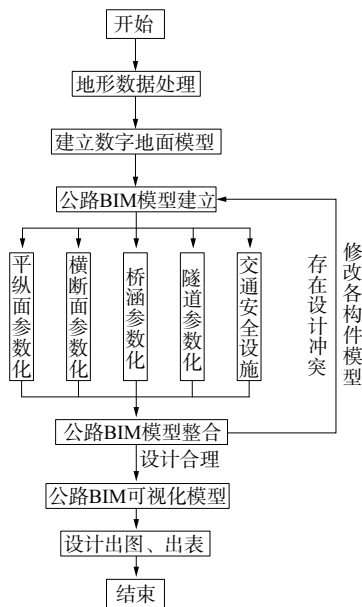 开始
地形数据处理
建立数字地面模型
公路BIM模型建立
平纵面参数化
横断面参数化
桥涵参数化
隧道参数化
交通安全设施
存在设计冲突
修改各构件模型
公路BIM模型整合
设计合理
公路BIM可视化模型
设计出图、出表
结束